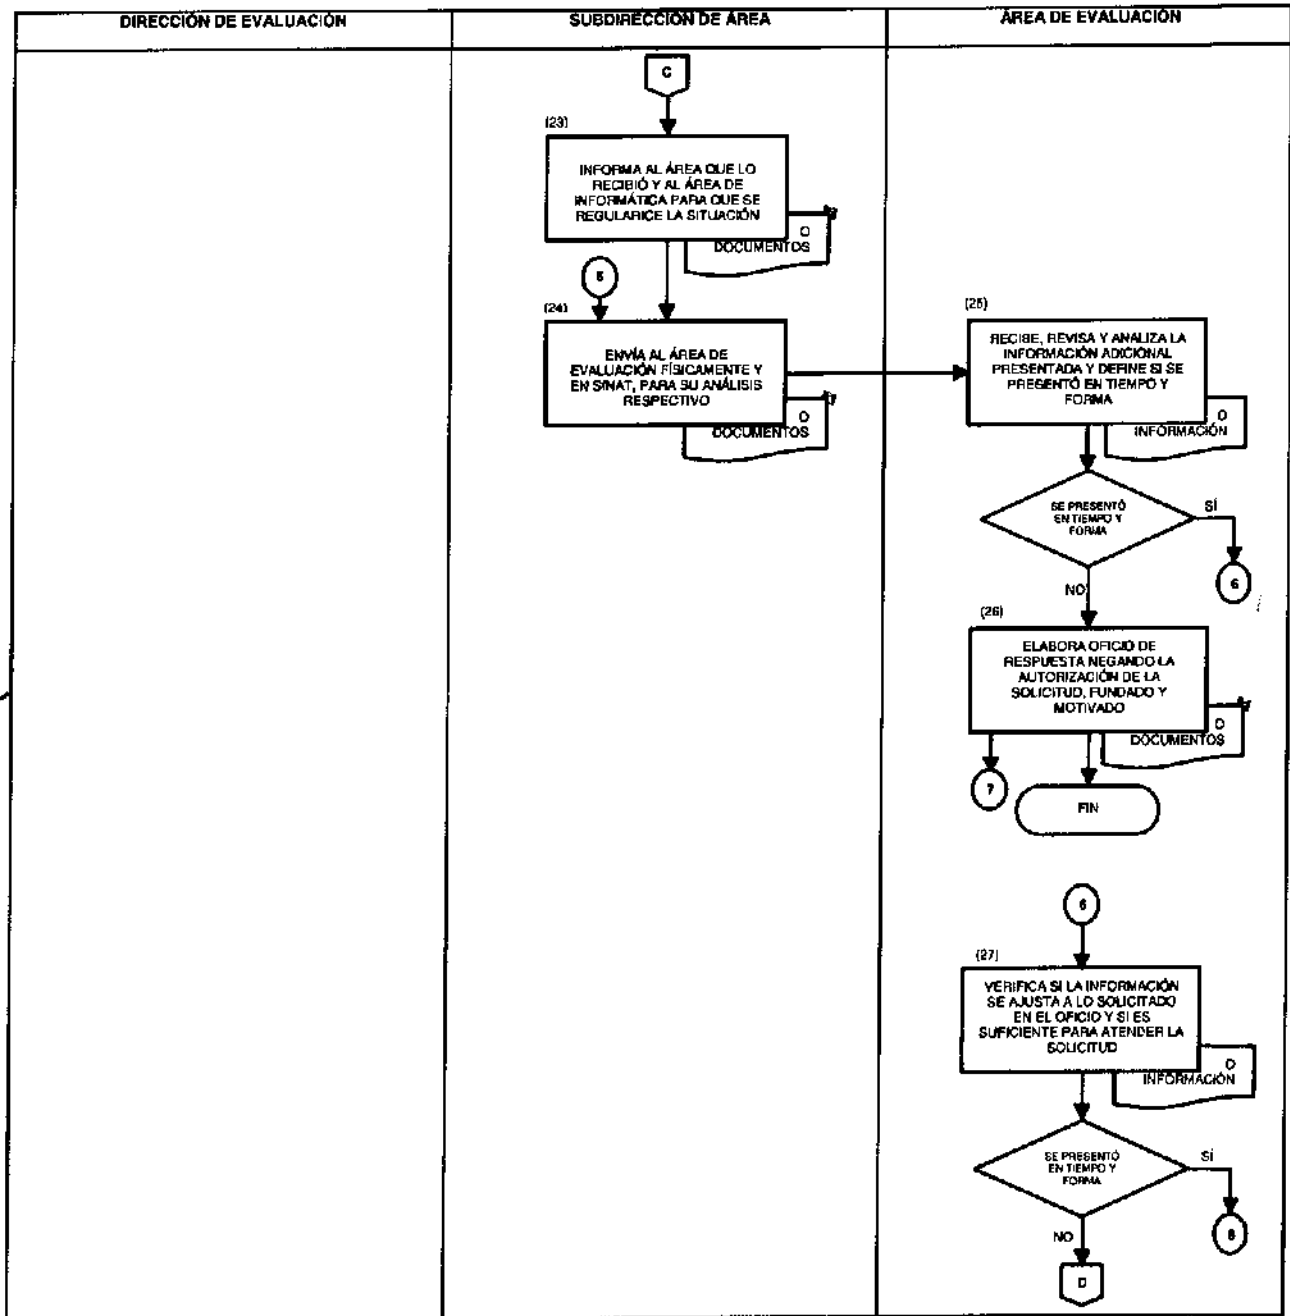 DIRECCIÓN DE EVALUACIÓN
SUBDIRECCIÓN DE ÁREA
ÁREA DE EVALUACIÓN
C
(23)
INFORMA AL ÁREA QUE LO
RECIBIÓ Y AL ÁREA DE
INFORMÁTICA PARA QUE SE
REGULARICE LA SITUACIÓN
O
DOCUMENTOS
5
(24)
ENVÍA AL ÁREA DE
EVALUACIÓN FÍSICAMENTE Y
EN SINAT, PARA SU ANÁLISIS
RESPECTIVO
O
DOCUMENTOS
(25)
RECIBE, REVISA Y ANALIZA LA
INFORMACIÓN ADICIONAL
PRESENTADA Y DEFINE SI SE
PRESENTÓ EN TIEMPO Y
FORMA
O
INFORMACIÓN
SE PRESENTÓ
EN TIEMPO Y
FORMA
SÍ
6
NO
(26)
ELABORA OFICIO DE
RESPUESTA NEGANDO LA
AUTORIZACIÓN DE LA
SOLICITUD, FUNDADO Y
MOTIVADO
O
DOCUMENTOS
7
FIN
6
(27)
VERIFICA SI LA INFORMACIÓN
SE AJUSTA A LO SOLICITADO
EN EL OFICIO Y SI ES
SUFICIENTE PARA ATENDER LA
SOLICITUD
O
INFORMACIÓN
SE PRESENTÓ
EN TIEMPO Y
FORMA
SÍ
8
NO
D